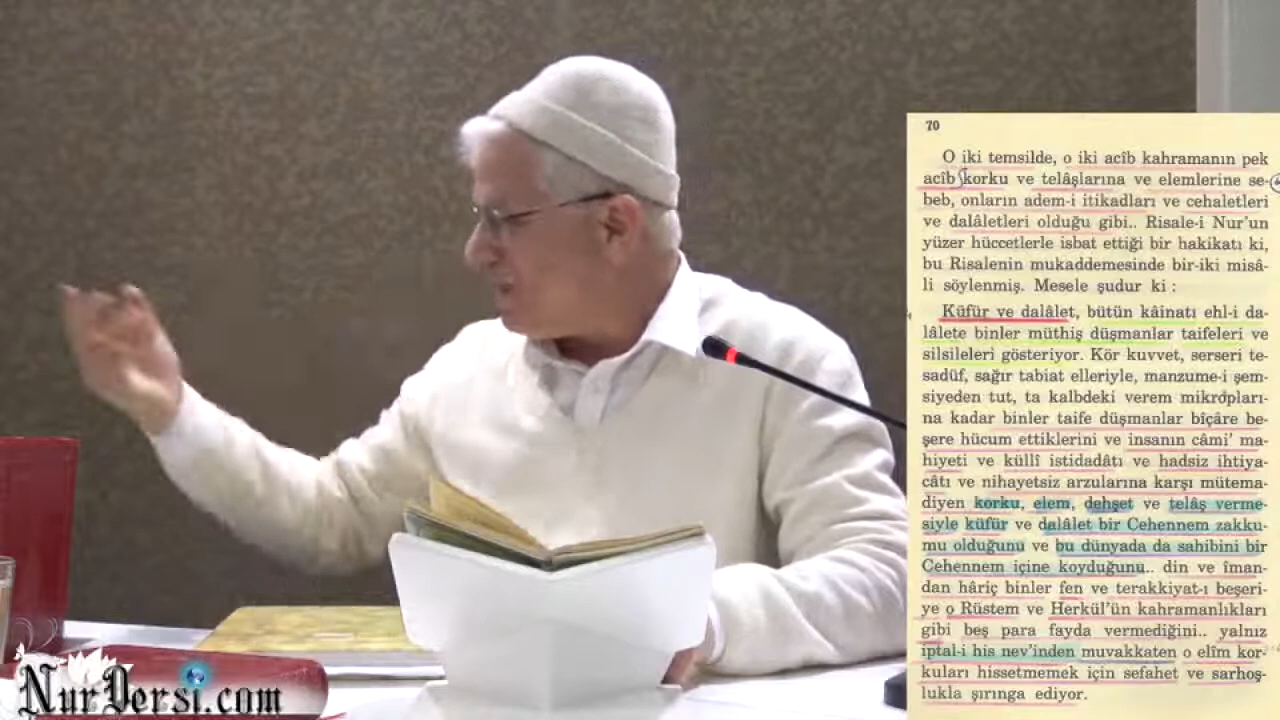 70
O iki temsilde, o iki acîb kahramanın pek
acîb korku ve telâşlarına ve elemlerine se-
beb, onların adem-i itikadları ve cehaletleri
ve dalâletleri olduğu gibi.. Risale-i Nur'un
yüzer hüccetlerle isbat ettiği bir hakikatı ki,
bu Risalenin mukaddemesinde bir-iki misâ-
li söylenmiş. Mesele şudur ki :
Küfür ve dalâlet, bütün kâinatı ehl-i da-
lâlete binler müthiş düşmanlar taifeleri ve
silsileleri gösteriyor. Kör kuvvet, serseri te-
sadüf, sağır tabiat elleriyle, manzume-i şem-
siyeden tut, ta kalbdeki verem mikropları-
na kadar binler taife düşmanlar bîçâre be-
şere hücum ettiklerini ve insanın câmi' ma-
hiyeti ve küllî istidadâtı ve hadsiz ihtiya-
câtı ve nihayetsiz arzularına karşı mütema-
diyen korku, elem, dehşet ve telâş verme-
siyle küfür ve dalâlet bir Cehennem zakku-
mu olduğunu ve bu dünyada da sahibini bir
Cehennem içine koyduğunu.. din ve îman-
dan hâriç binler fen ve terakkiyat-ı beşeri-
ye o Rüstem ve Herkül'ün kahramanlıkları
gibi beş para fayda vermediğini.. yalnız
iptal-i his nev'inden muvakkaten o elîm kor-
kuları hissetmemek için sefahet ve sarhoş-
lukla şırınga ediyor.
NurDersi.com